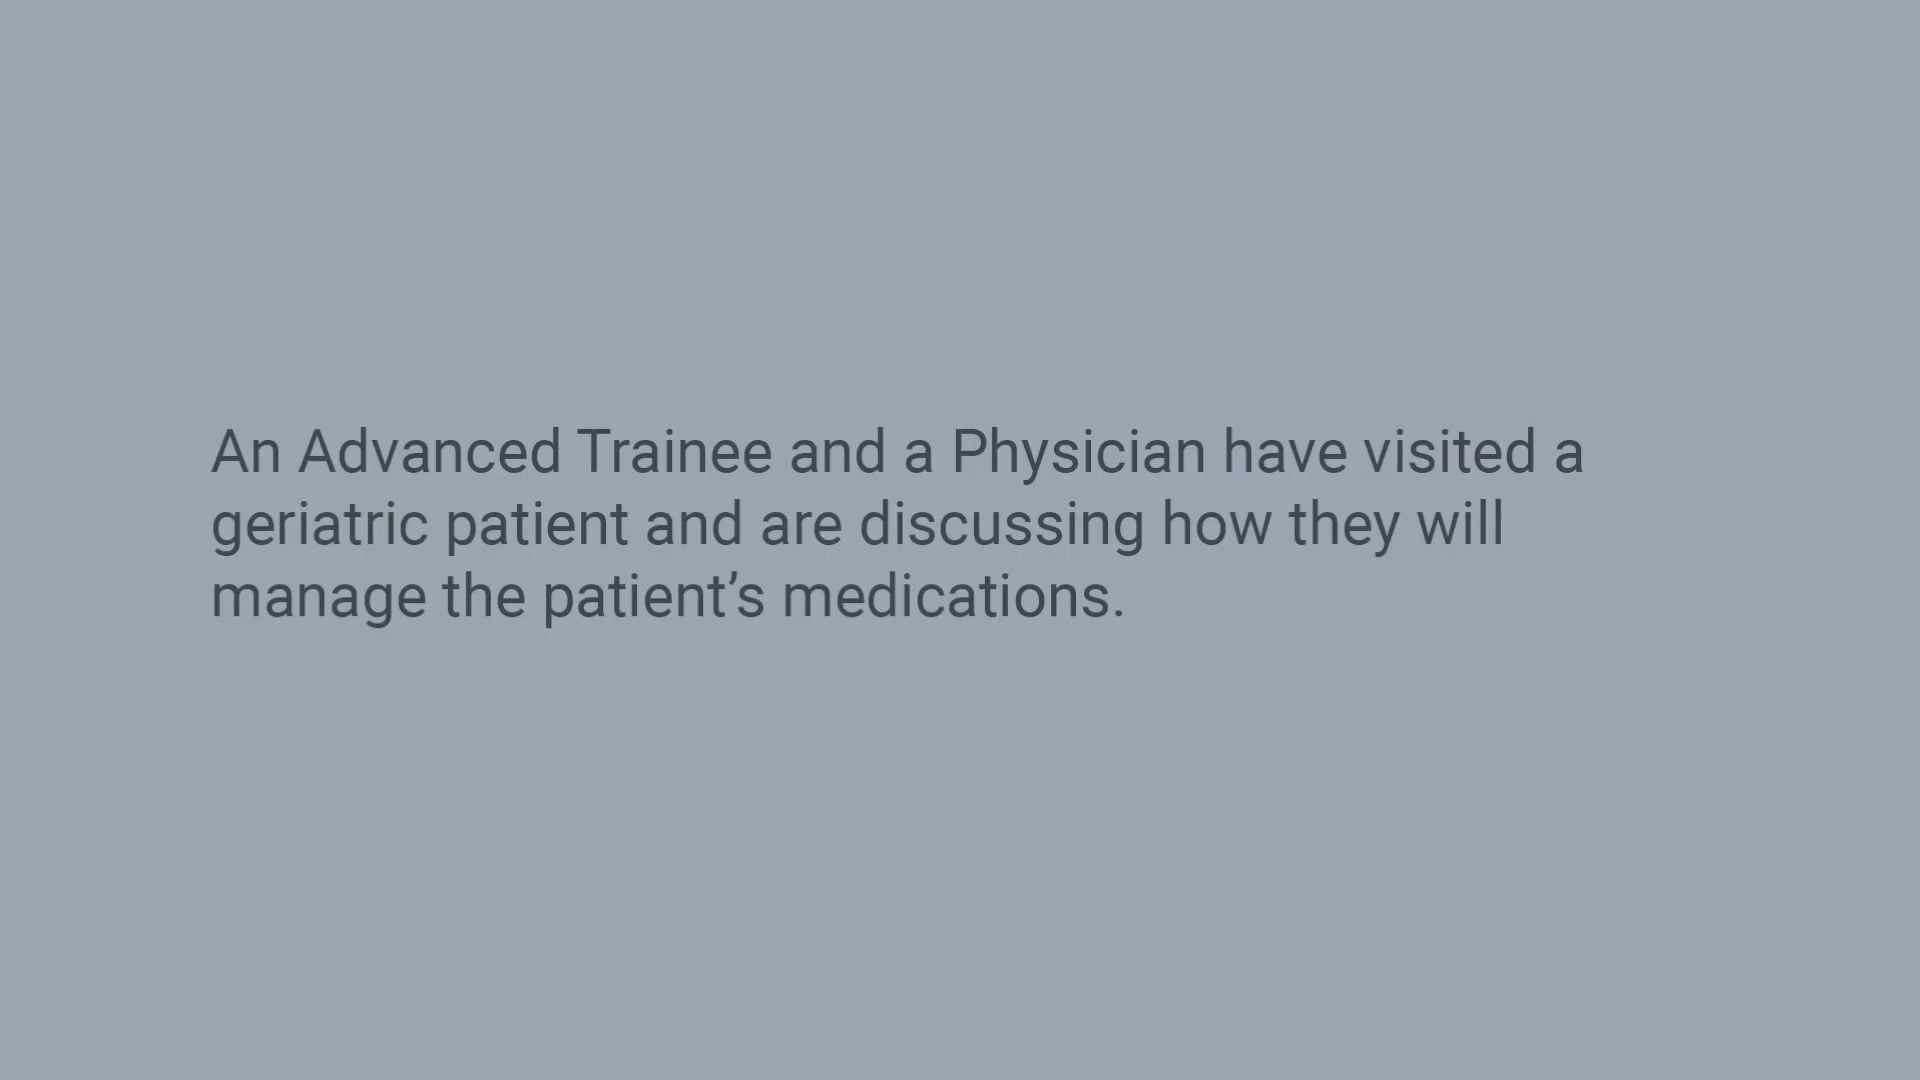 An Advanced Trainee and a Physician have visited a
geriatric patient and are discussing how they will
manage the patient’s medications.